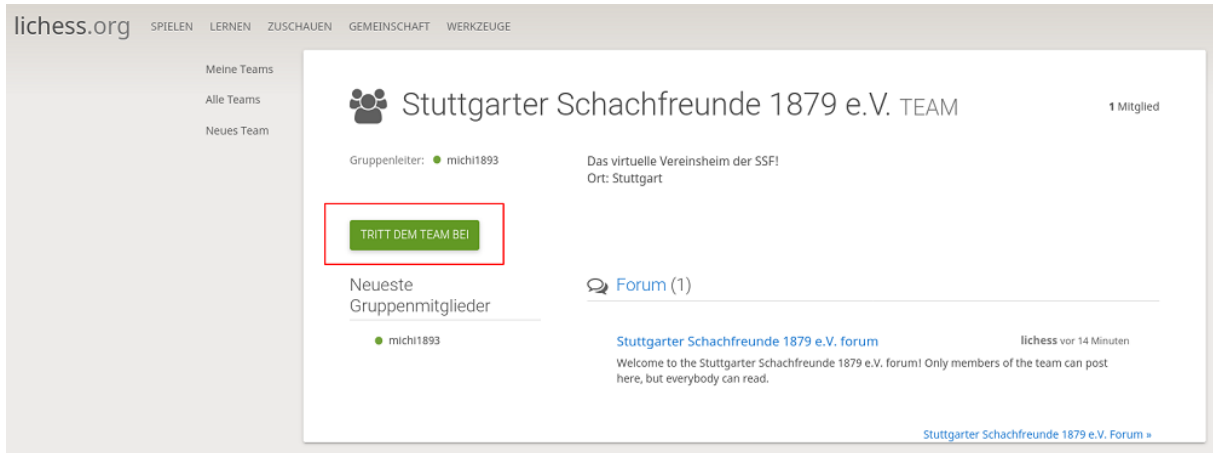 lichess.org SPIELEN LERNEN ZUSCHAUEN GEMEINSCHAFT WERKZEUGE
Meine Teams
Alle Teams
Neues Team
Stuttgarter Schachfreunde 1879 e.V. TEAM
1 Mitglied
Gruppenleiter: michi1893
Das virtuelle Vereinsheim der SSF!
Ort: Stuttgart
TRITT DEM TEAM BEI
Neueste
Gruppenmitglieder
michi1893
Forum (1)
Stuttgarter Schachfreunde 1879 e.V. forum
lichess vor 14 Minuten
Welcome to the Stuttgarter Schachfreunde 1879 e.V. forum! Only members of the team can post
here, but everybody can read.
Stuttgarter Schachfreunde 1879 e.V. Forum »